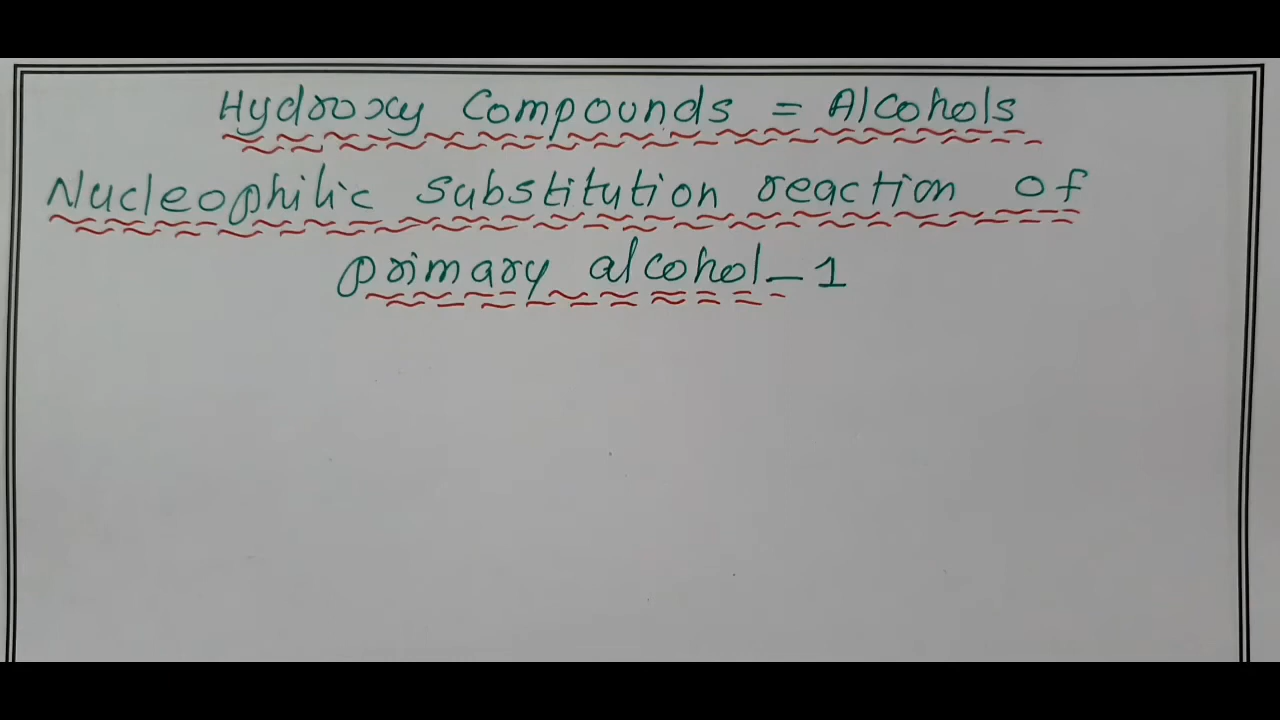 Hydroxy Compounds = Alcohols
Nucleophilic substitution reaction of
primary alcohol-1